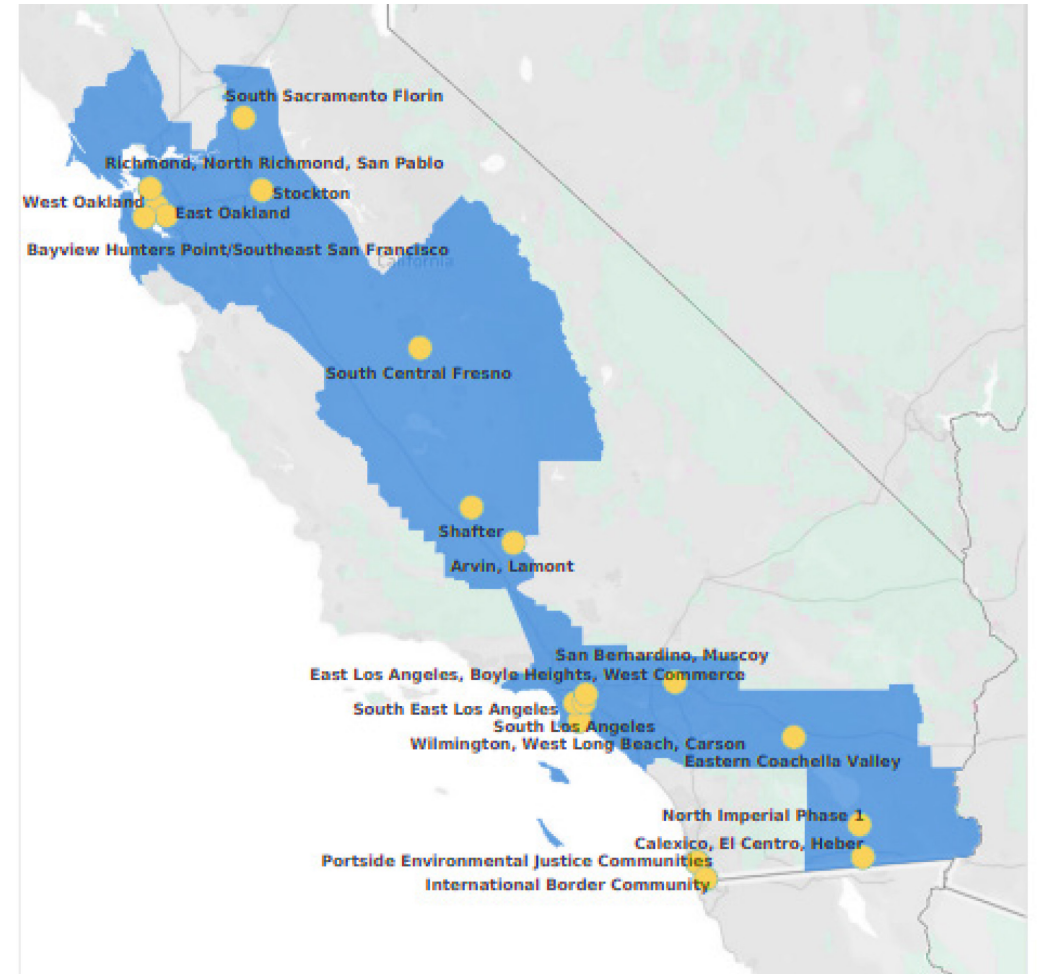 South Sacramento Florin
Richmond, North Richmond, San Pablo
Stockton
West Oakland
East Oakland
Bayview Hunters Point/Southeast San Francisco
California
South Central Fresno
Shafter
Arvin, Lamont
San Bernardino, Muscoy
East Los Angeles, Boyle Heights, West Commerce
South East Los Angeles
South Los Angeles
Wilmington, West Long Beach, Carson
Eastern Coachella Valley
North Imperial Phase 1
Calexico, El Centro, Heber
Portside Environmental Justice Communities
International Border Community